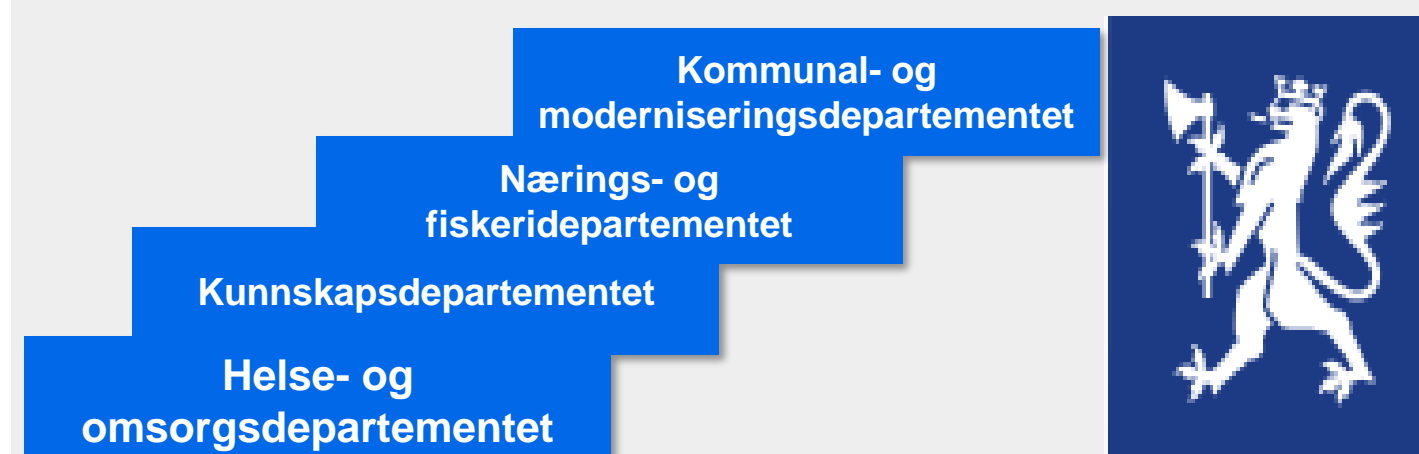 Kommunal- og
moderniseringsdepartementet
Nærings- og
fiskeridepartementet
Kunnskapsdepartementet
Helse- og
omsorgsdepartementet